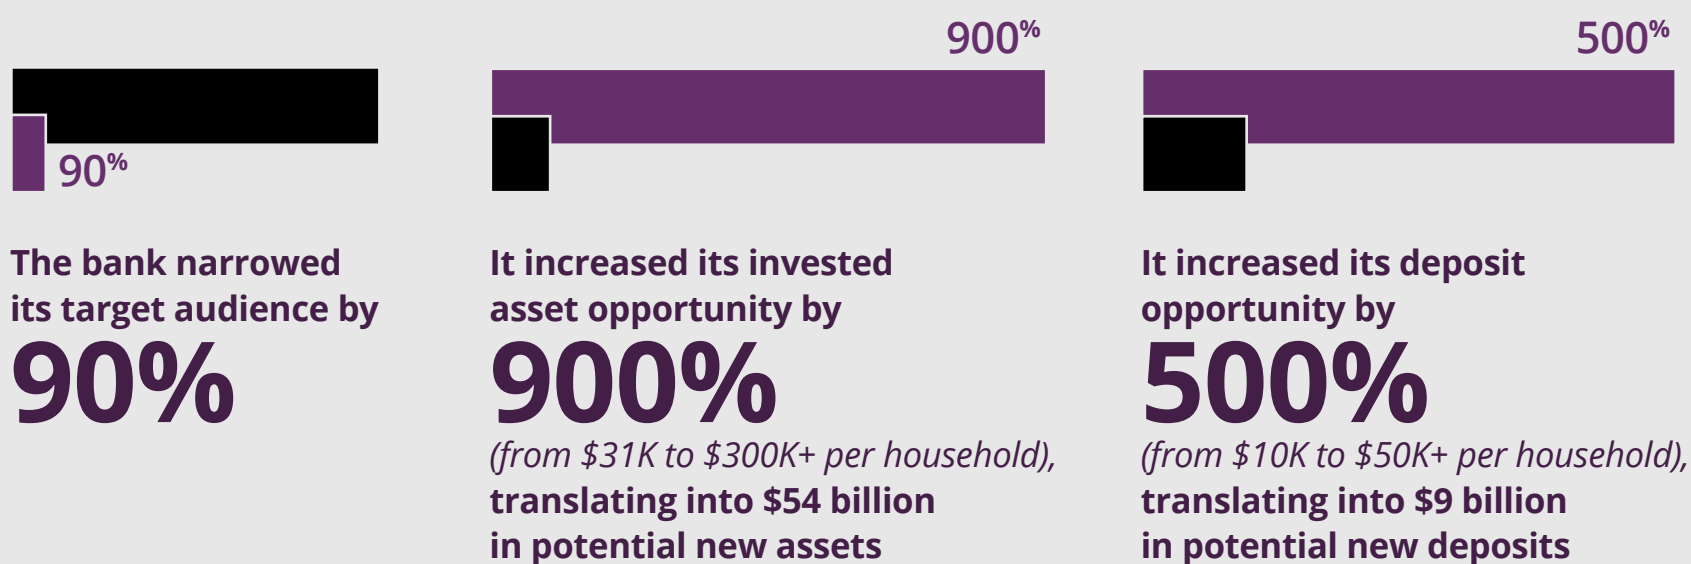 90%
The bank narrowed
its target audience by
90%
900%
It increased its invested
asset opportunity by
900%
(from $31K to $300K+ per household),
translating into $54 billion
in potential new assets
500%
It increased its deposit
opportunity by
500%
(from $10K to $50K+ per household),
translating into $9 billion
in potential new deposits